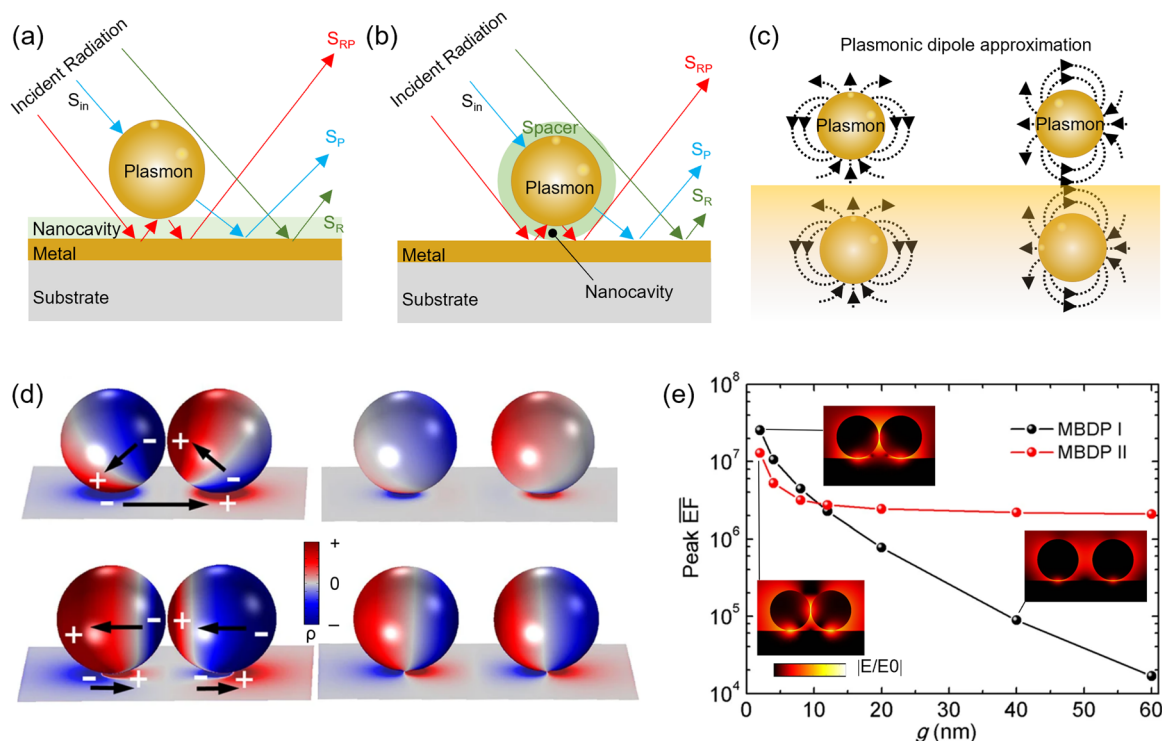 (a)
Incident Radiation
S_in
Plasmon
S_RP
S_P
S_R
Nanocavity
Metal
Substrate
(b)
Incident Radiation
S_in
Spacer
Plasmon
S_RP
S_P
S_R
Metal
Nanocavity
Substrate
(c)
Plasmonic dipole approximation
Plasmon
Plasmon
(d)
− −
+ +
+ −
− +
+ − + −
− + − +
+
0
−
ρ
(e)
Peak EF
10^8
10^7
10^6
10^5
10^4
MBDP I
MBDP II
|E/E0|
0 10 20 30 40 50 60
g (nm)